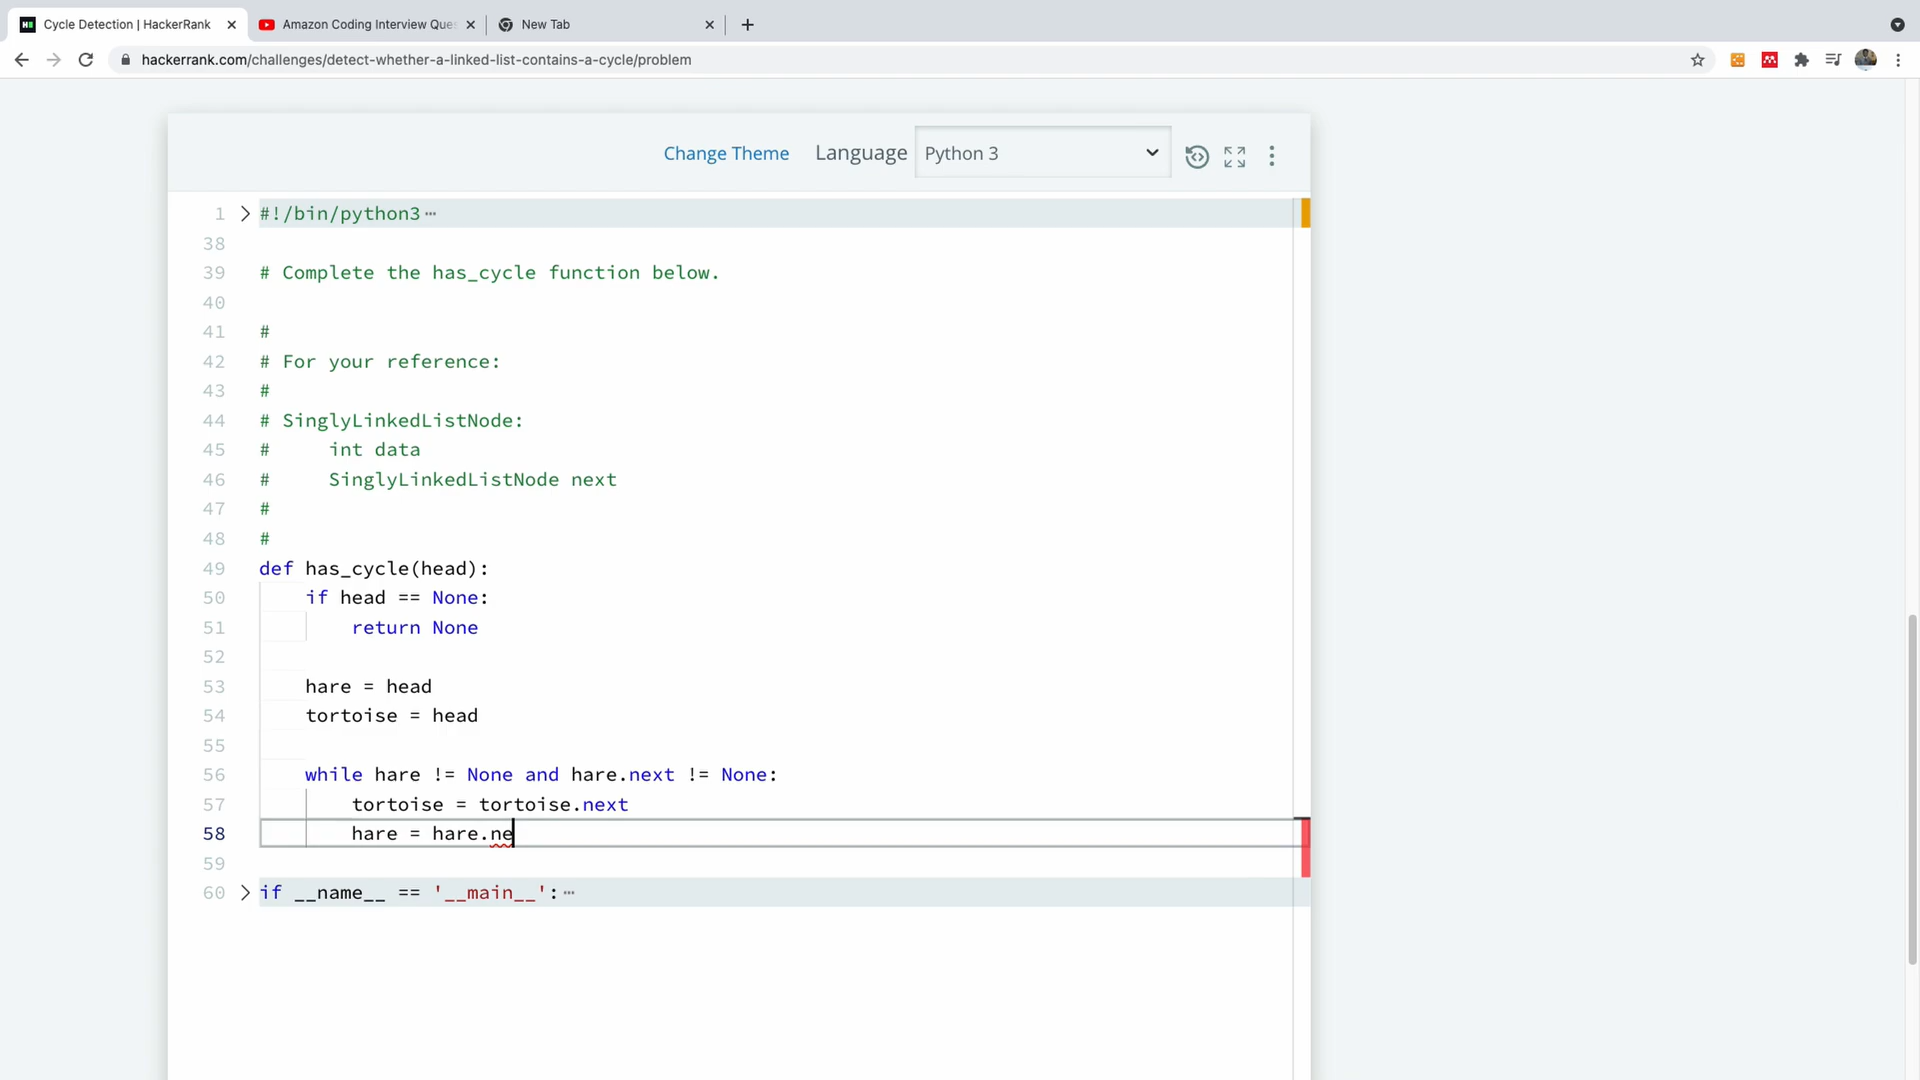 Cycle Detection | HackerRank
Amazon Coding Interview Que
New Tab
hackerrank.com/challenges/detect-whether-a-linked-list-contains-a-cycle/problem
Change Theme Language Python 3
1 #!/bin/python3
38
39 # Complete the has_cycle function below.
40
41 #
42 # For your reference:
43 #
44 # SinglyLinkedListNode:
45 #     int data
46 #     SinglyLinkedListNode next
47 #
48 #
49 def has_cycle(head):
50     if head == None:
51         return None
52
53     hare = head
54     tortoise = head
55
56     while hare != None and hare.next != None:
57         tortoise = tortoise.next
58         hare = hare.ne
59
60 if __name__ == '__main__':